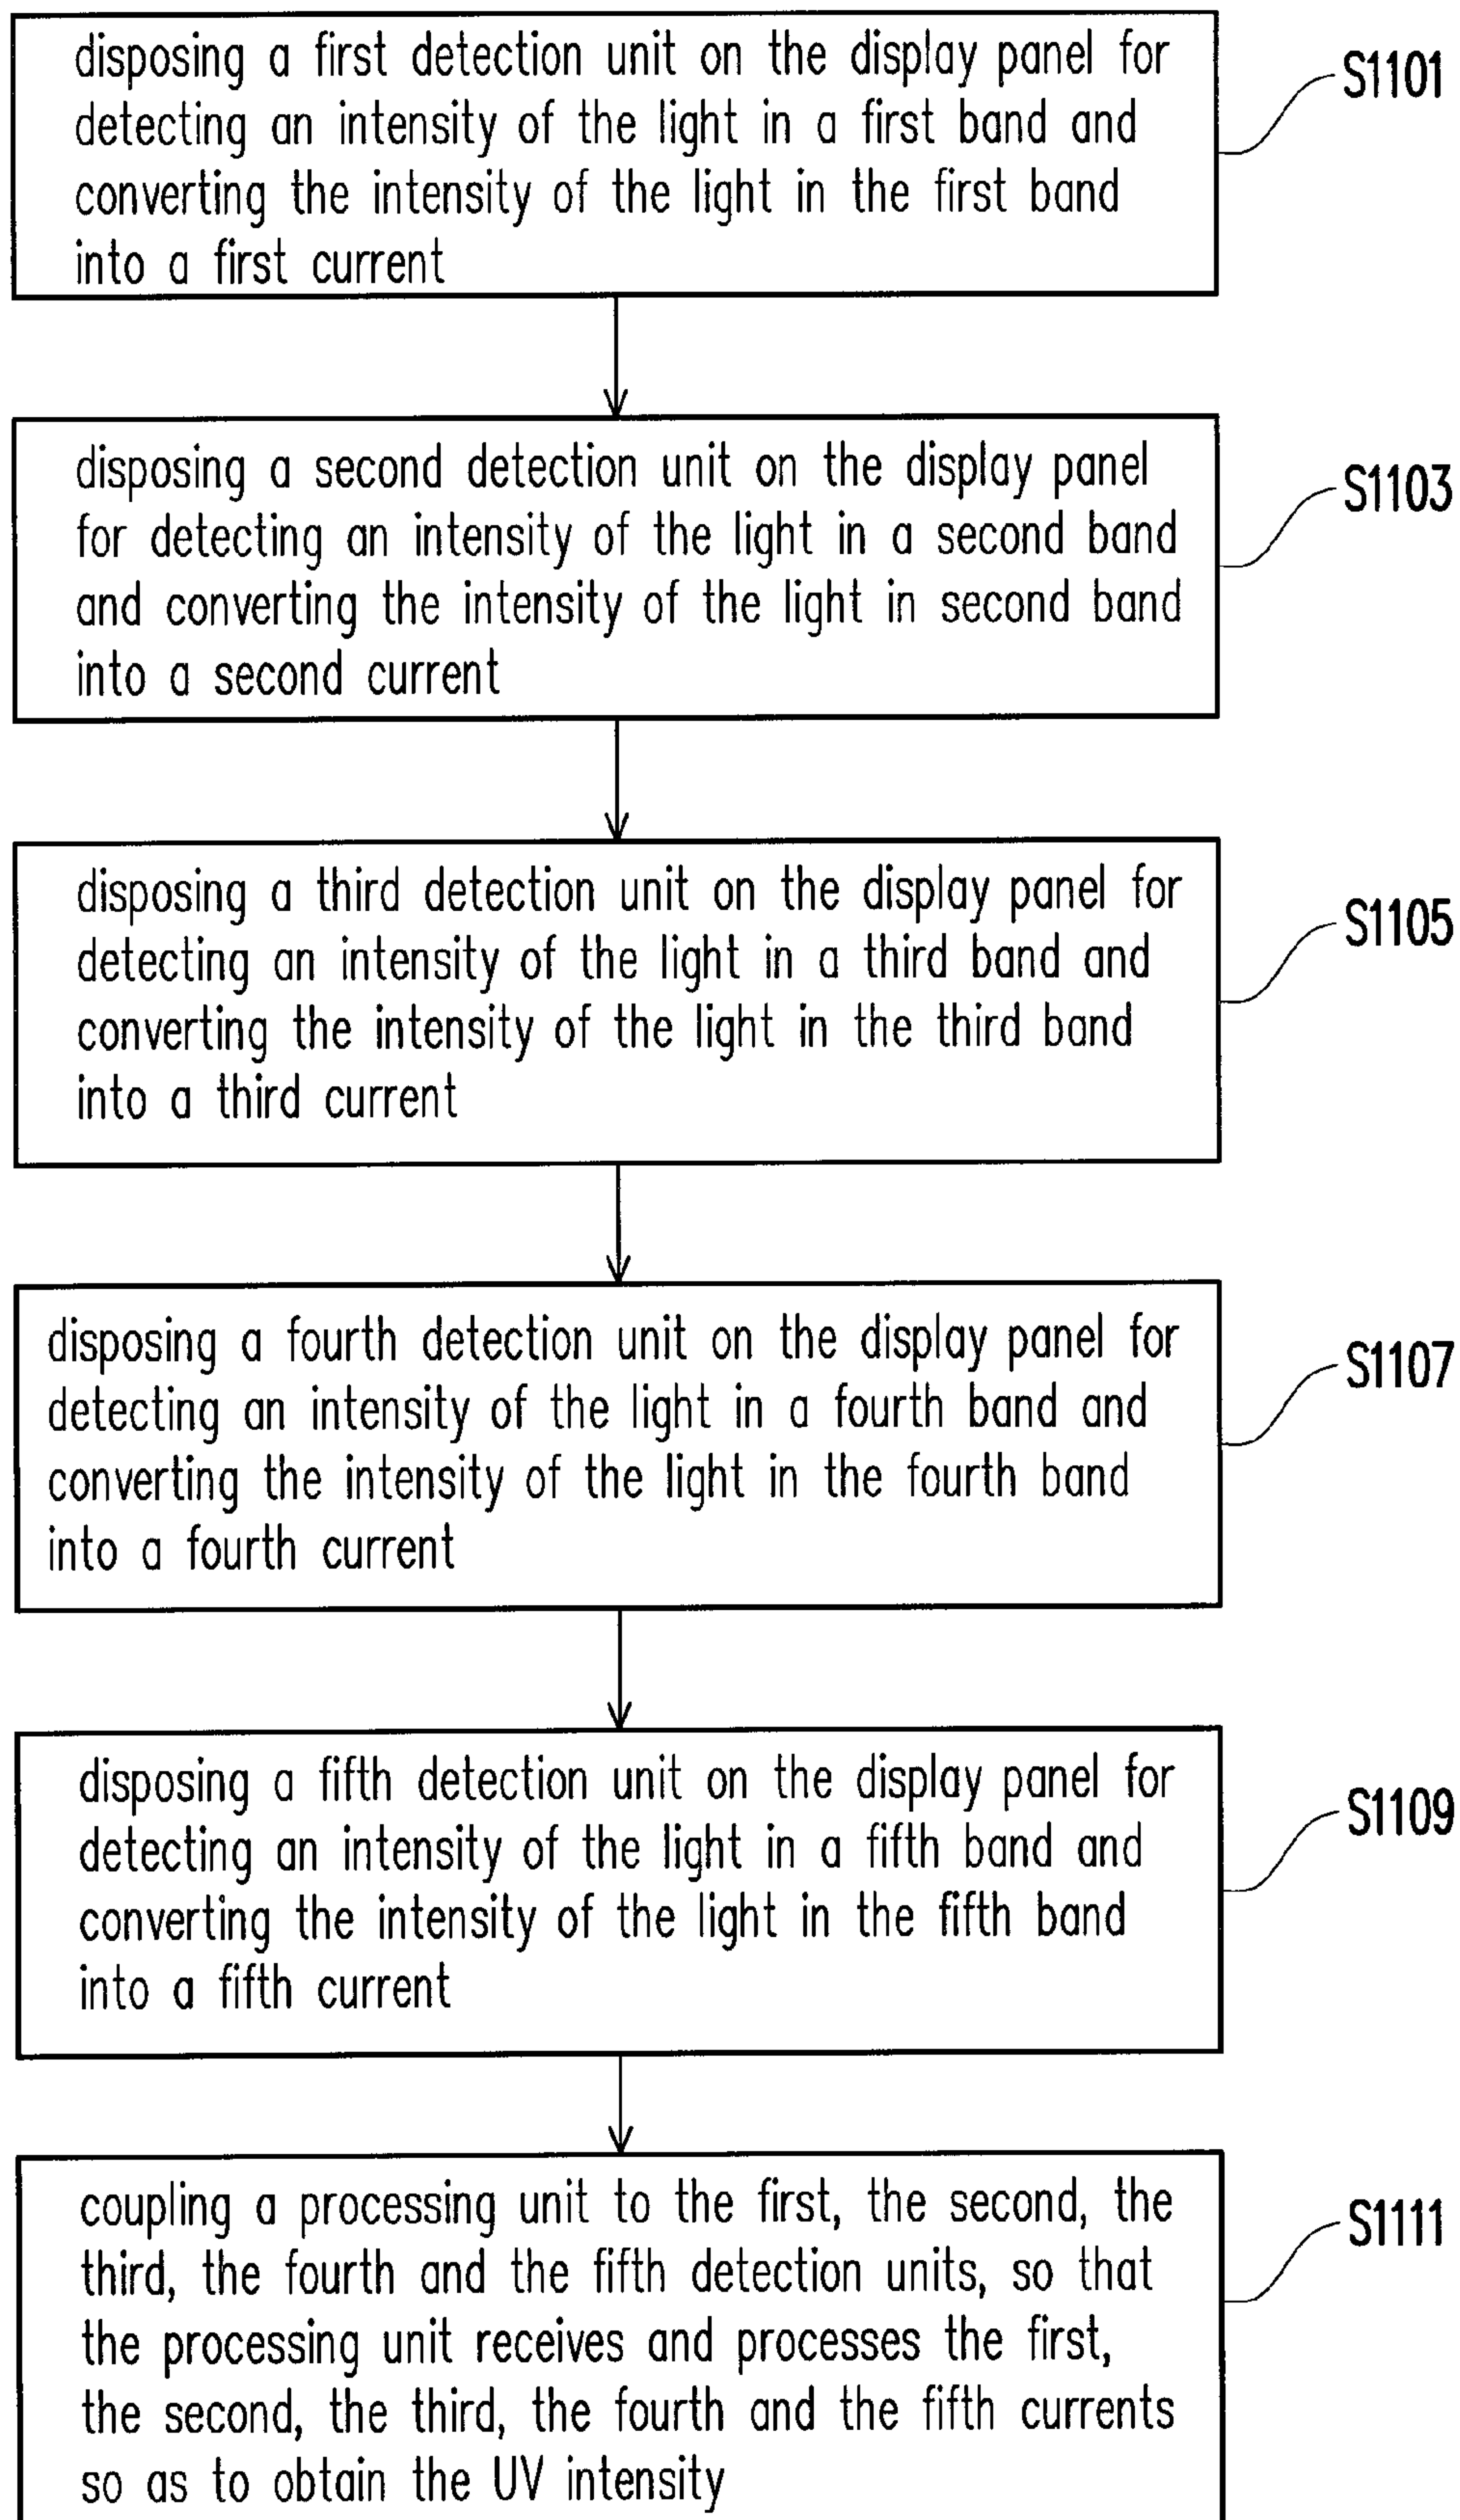 disposing a first detection unit on the display panel for
detecting an intensity of the light in a first band and
converting the intensity of the light in the first band
into a first current
S1101
disposing a second detection unit on the display panel
for detecting an intensity of the light in a second band
and converting the intensity of the light in second band
into a second current
S1103
disposing a third detection unit on the display panel for
detecting an intensity of the light in a third band and
converting the intensity of the light in the third band
into a third current
S1105
disposing a fourth detection unit on the display panel for
detecting an intensity of the light in a fourth band and
converting the intensity of the light in the fourth band
into a fourth current
S1107
disposing a fifth detection unit on the display panel for
detecting an intensity of the light in a fifth band and
converting the intensity of the light in the fifth band
into a fifth current
S1109
coupling a processing unit to the first, the second, the
third, the fourth and the fifth detection units, so that
the processing unit receives and processes the first,
the second, the third, the fourth and the fifth currents
so as to obtain the UV intensity
S1111